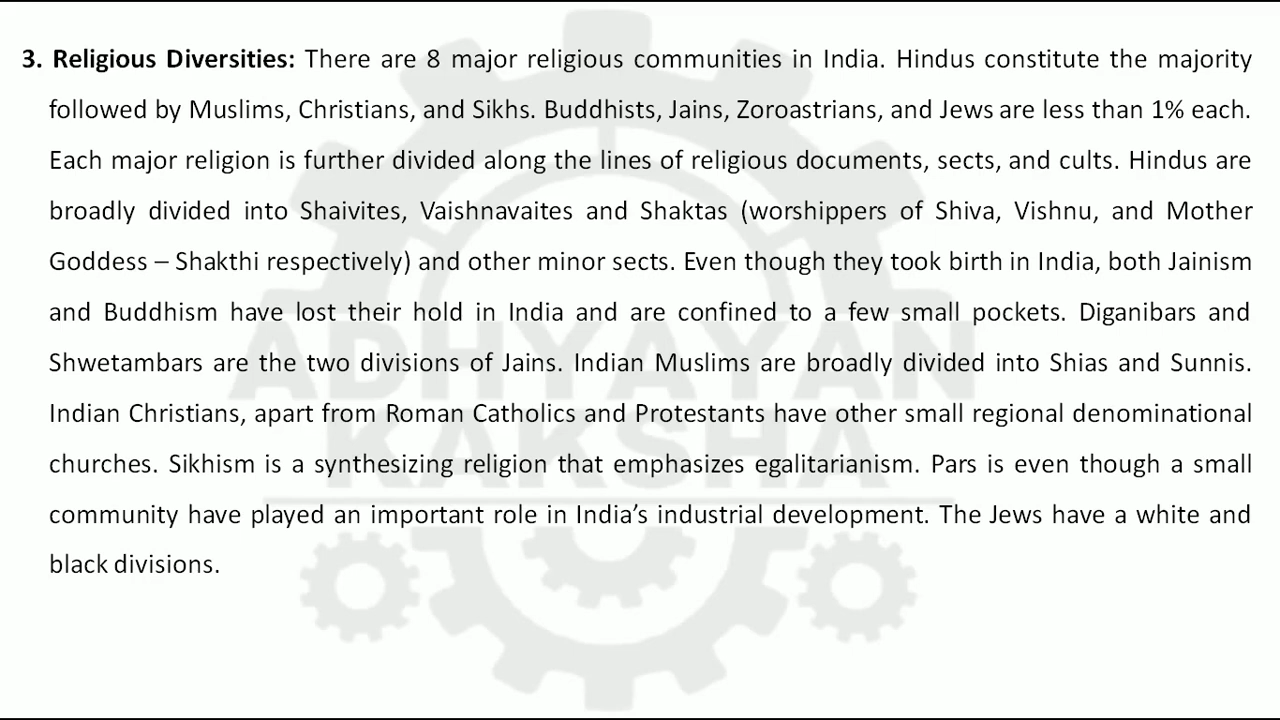 3. Religious Diversities: There are 8 major religious communities in India. Hindus constitute the majority
followed by Muslims, Christians, and Sikhs. Buddhists, Jains, Zoroastrians, and Jews are less than 1% each.
Each major religion is further divided along the lines of religious documents, sects, and cults. Hindus are
broadly divided into Shaivites, Vaishnavaites and Shaktas (worshippers of Shiva, Vishnu, and Mother
Goddess – Shakthi respectively) and other minor sects. Even though they took birth in India, both Jainism
and Buddhism have lost their hold in India and are confined to a few small pockets. Diganibars and
Shwetambars are the two divisions of Jains. Indian Muslims are broadly divided into Shias and Sunnis.
Indian Christians, apart from Roman Catholics and Protestants have other small regional denominational
churches. Sikhism is a synthesizing religion that emphasizes egalitarianism. Pars is even though a small
community have played an important role in India’s industrial development. The Jews have a white and
black divisions.
ADHYAYAN
KAKSHA